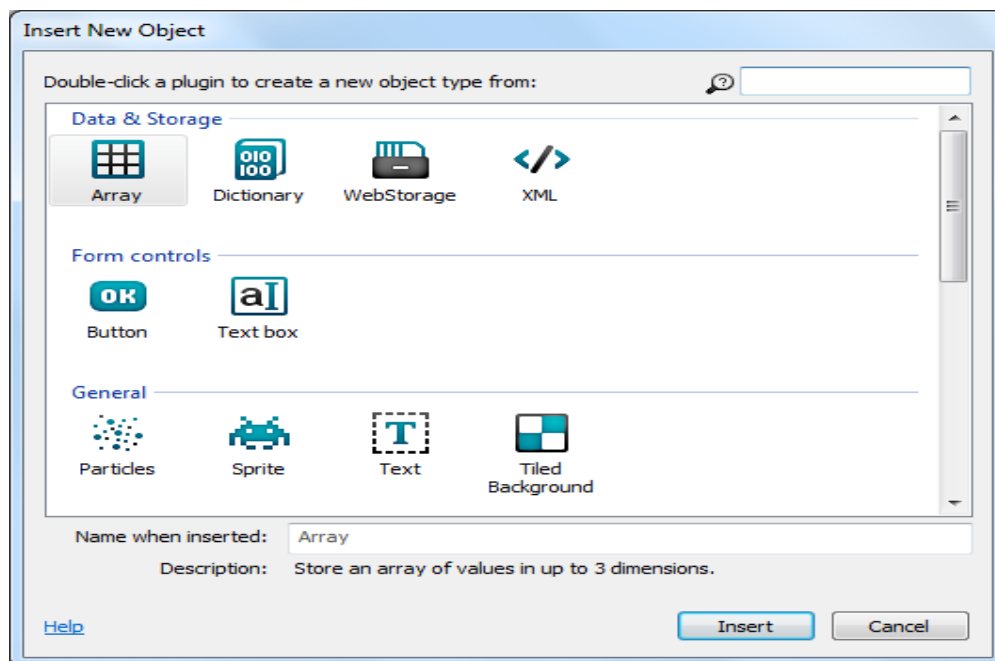 Insert New Object
Double-click a plugin to create a new object type from:
Data & Storage
Array Dictionary WebStorage XML
Form controls
OK
aI
Button Text box
General
T
Particles Sprite Text Tiled
Background
Name when inserted: Array
Description: Store an array of values in up to 3 dimensions.
Help Insert Cancel